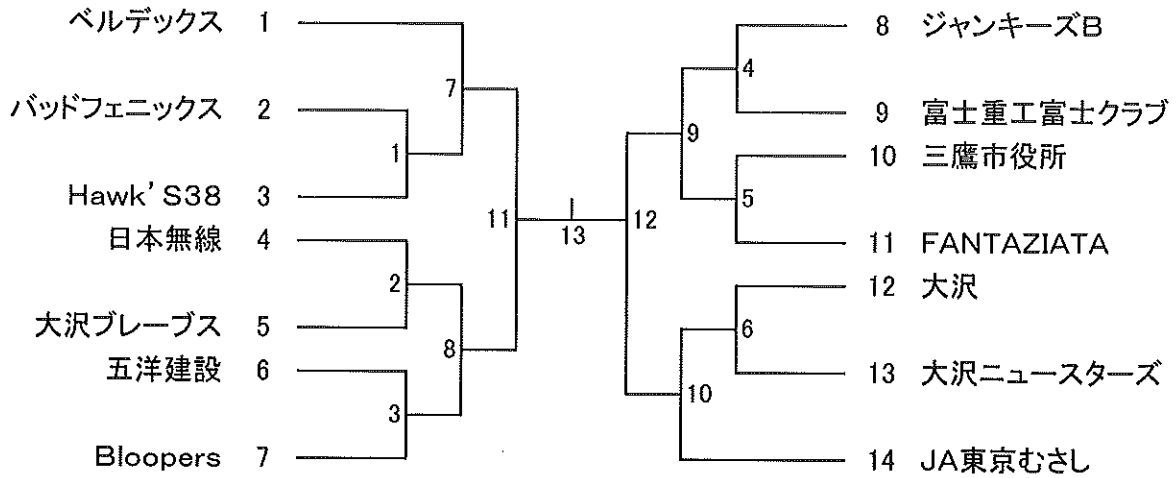 ベルデックス 1
バッドフェニックス 2
Hawk'S38 3
日本無線 4
大沢ブレーブス 5
五洋建設 6
Bloopers 7
7
1
11
2
8
3
13
12
9
4
5
6
10
8 ジャンキーズB
9 富士重工富士クラブ
10 三鷹市役所
11 FANTAZIATA
12 大沢
13 大沢ニュースターズ
14 JA東京むさし